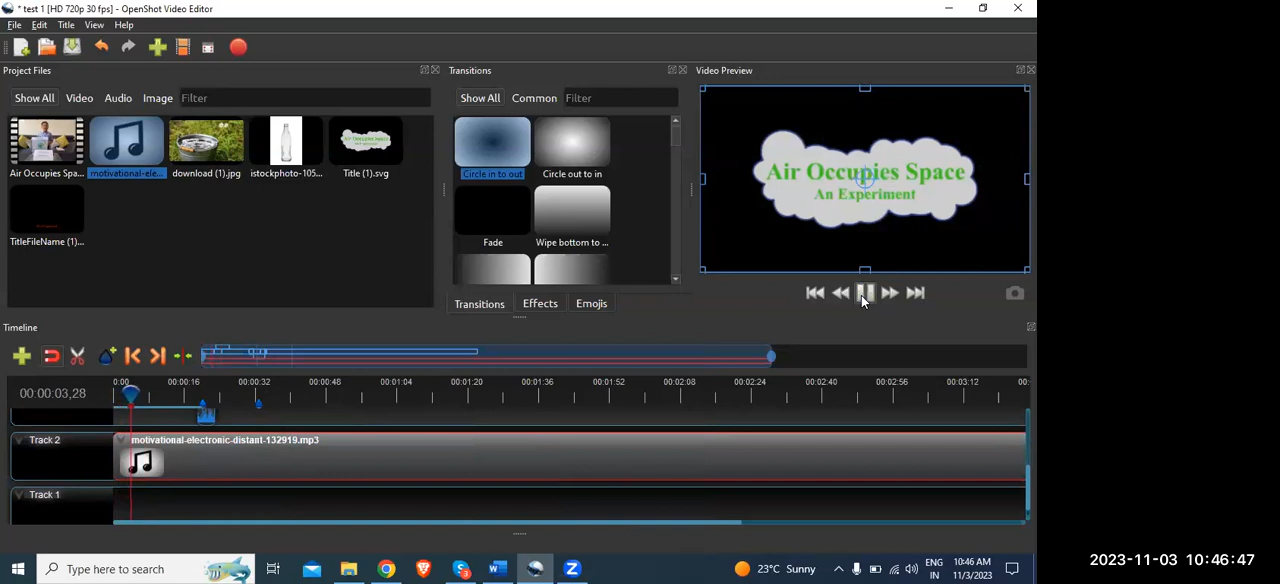 * test 1 [HD 720p 30 fps] - OpenShot Video Editor
File Edit Title View Help
Project Files
Transitions
Video Preview
Show All Video Audio Image Filter
Show All Common Filter
Air Occupies Spa... motivational-ele... download (1).jpg istockphoto-105... Title (1).svg
Circle in to out Circle out to in
Air Occupies Space
An Experiment
TitleFileName (1)...
Fade Wipe bottom to ...
Transitions Effects Emojis
Timeline
00:00:03,28
0:00 00:00:16 00:00:32 00:00:48 00:01:04 00:01:20 00:01:36 00:01:52 00:02:08 00:02:24 00:02:40 00:02:56 00:03:12 00:
Track 2
motivational-electronic-distant-132919.mp3
Track 1
Type here to search
23°C Sunny
ENG
IN
10:46 AM
11/3/2023
2023-11-03 10:46:47